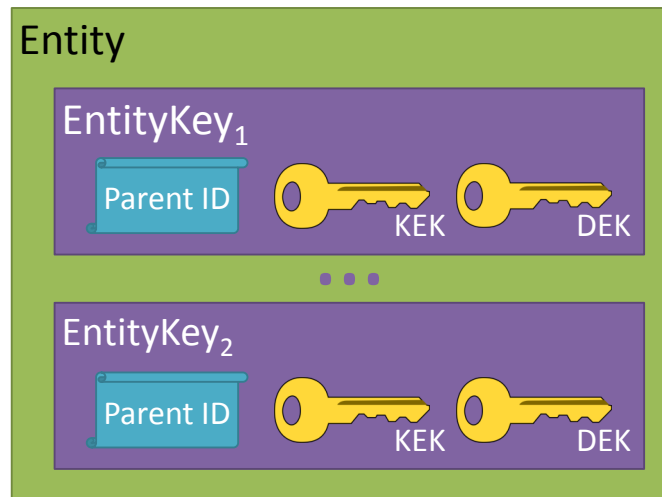 Entity
EntityKey₁
Parent ID
KEK
DEK
...
EntityKey₂
Parent ID
KEK
DEK